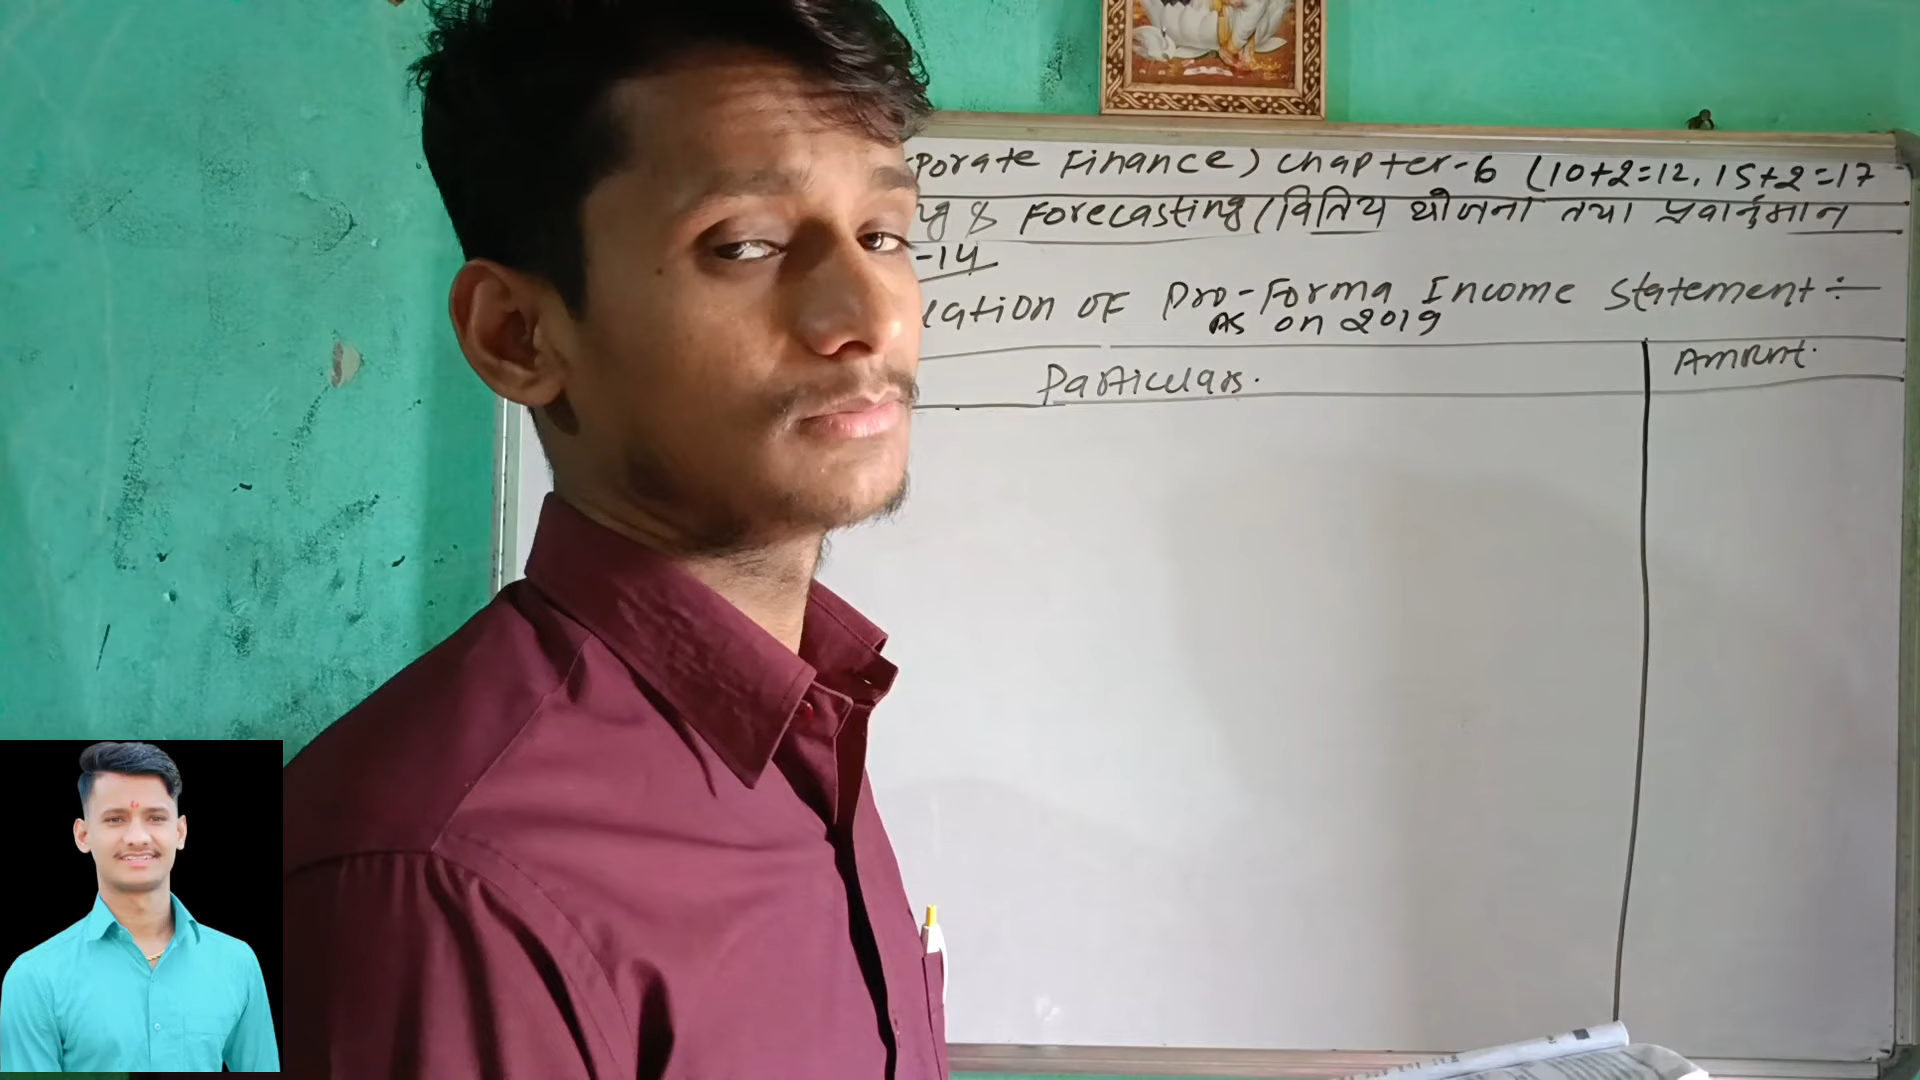 porate Finance) chapter-6 (10+2=12, 15+2=17
ng & Forecasting (वित्तिय योजना तथा पूर्वानुमान
-14
lation of Pro-Forma Income Statement :-
As on 2019
Particulars. Amount.